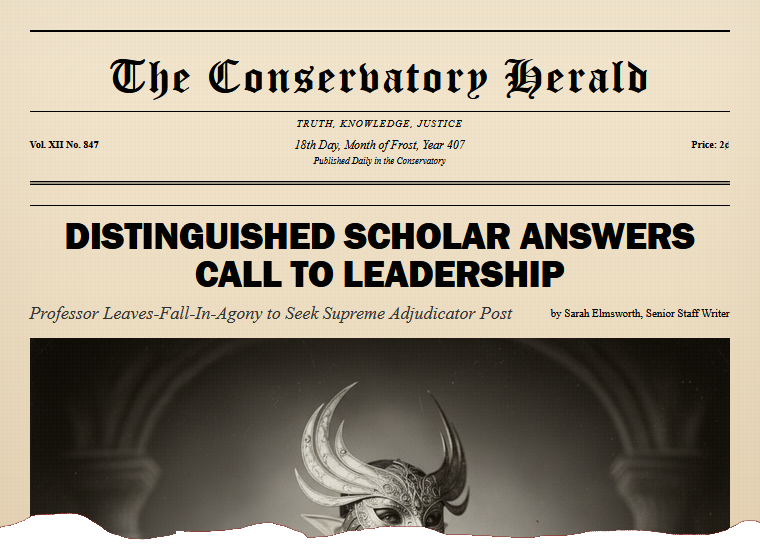 The Conservatory Herald
TRUTH, KNOWLEDGE, JUSTICE
Vol. XII No. 847
18th Day, Month of Frost, Year 407
Price: 2¢
Published Daily in the Conservatory
DISTINGUISHED SCHOLAR ANSWERS
CALL TO LEADERSHIP
Professor Leaves-Fall-In-Agony to Seek Supreme Adjudicator Post
by Sarah Elmsworth, Senior Staff Writer